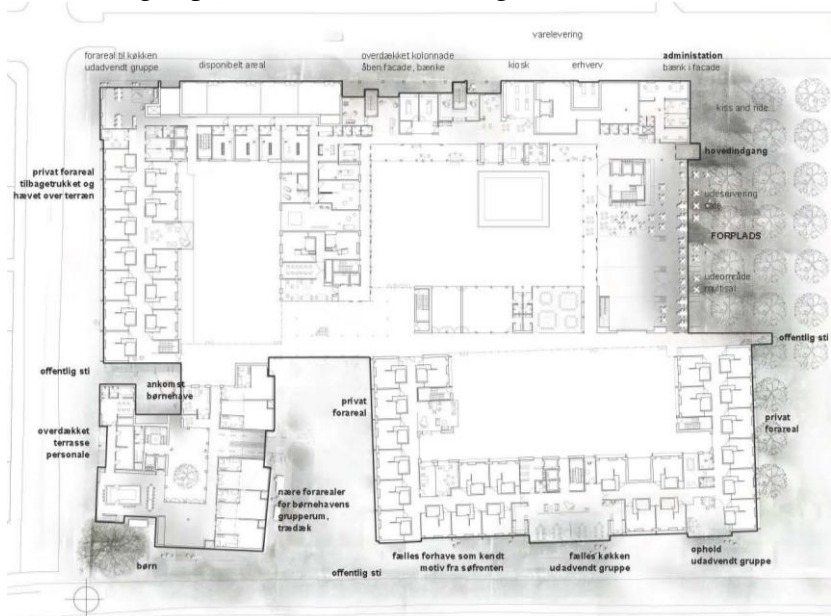 varelevering
forareal til køkken
udadvendt gruppe
disponibelt areal
overdækket kolonnade
åben facade, bænke
kiosk
erhverv
administation
bænk i facade
kiss and ride
hovedindgang
privat forareal
tilbagetrukket og
hævet over terræn
udeservering
café
FORPLADS
udeområde
multisal
offentlig sti
offentlig sti
ankomst
børnehave
privat
forareal
privat
forareal
overdækket
terrasse
personale
nære forarealer
for børnehavens
grupperum,
trædæk
børn
offentlig sti
fælles forhave som kendt
motiv fra søfronten
fælles køkken
udadvendt gruppe
ophold
udadvendt gruppe